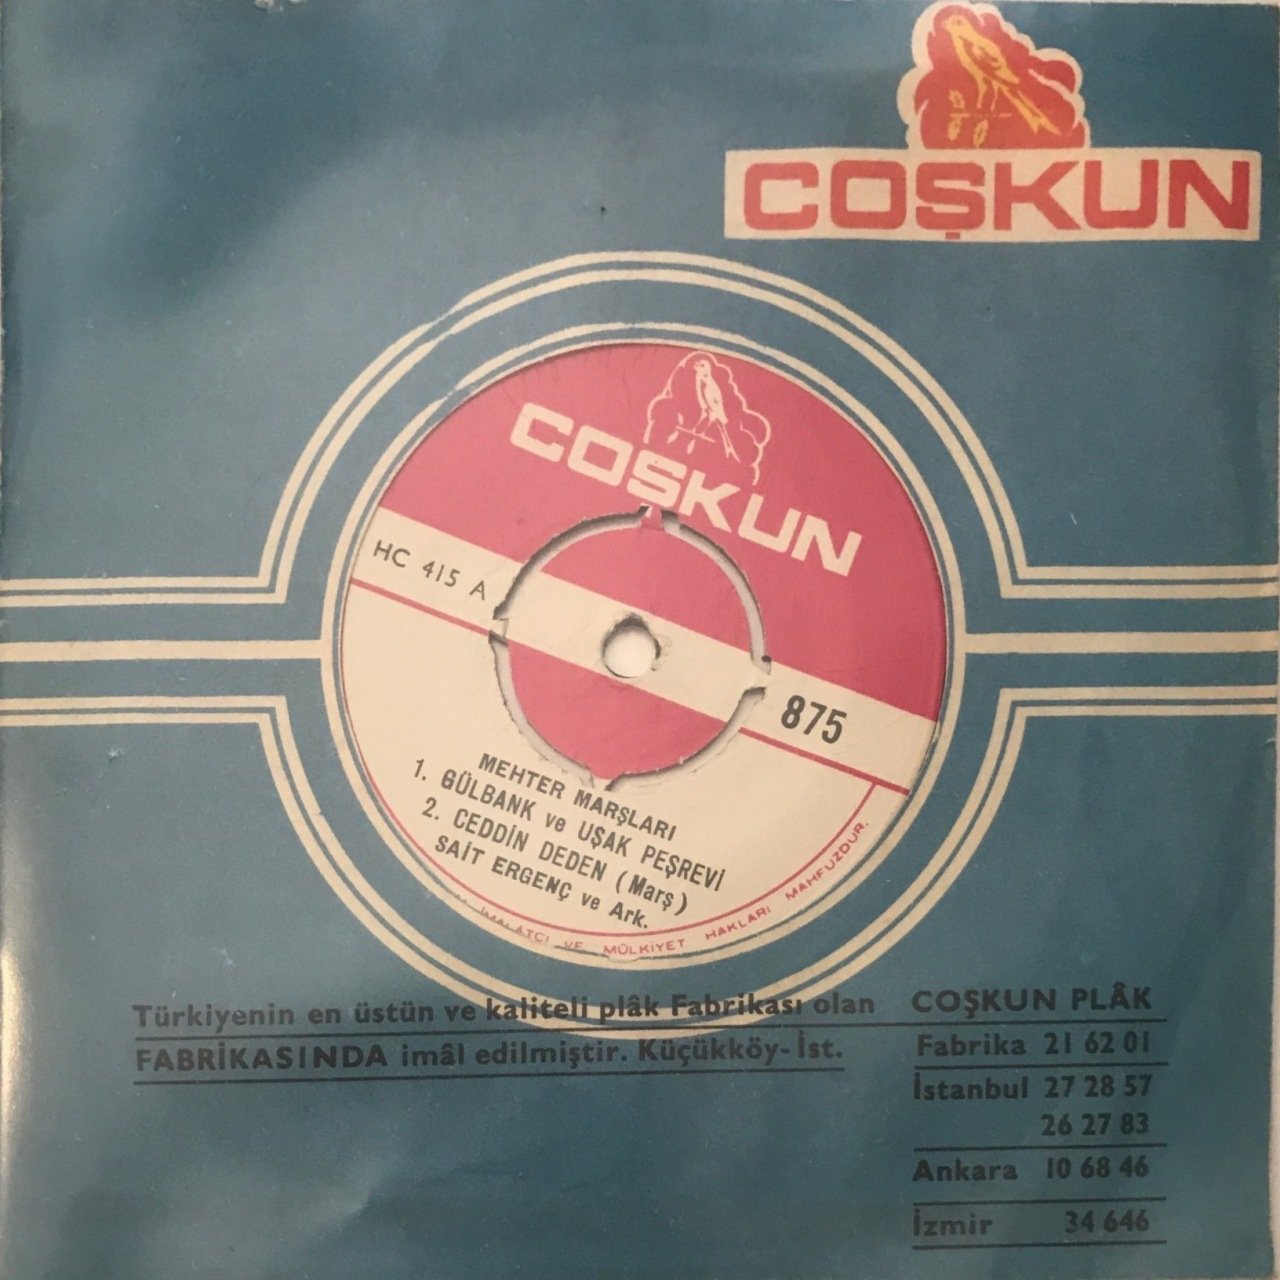 COŞKUN
COŞKUN
HC 415 A
875
MEHTER MARŞLARI
1. GÜLBANK ve UŞAK PEŞREVİ
2. CEDDİN DEDEN (Marş)
SAİT ERGENÇ ve Ark.
İMALATÇI VE MÜLKİYET HAKLARI MAHFUZDUR.
Türkiyenin en üstün ve kaliteli plâk Fabrikası olan COŞKUN PLÂK
FABRİKASINDA imâl edilmiştir. Küçükköy-İst.
Fabrika 21 62 01
İstanbul 27 28 57
26 27 83
Ankara 10 68 46
İzmir 34 646